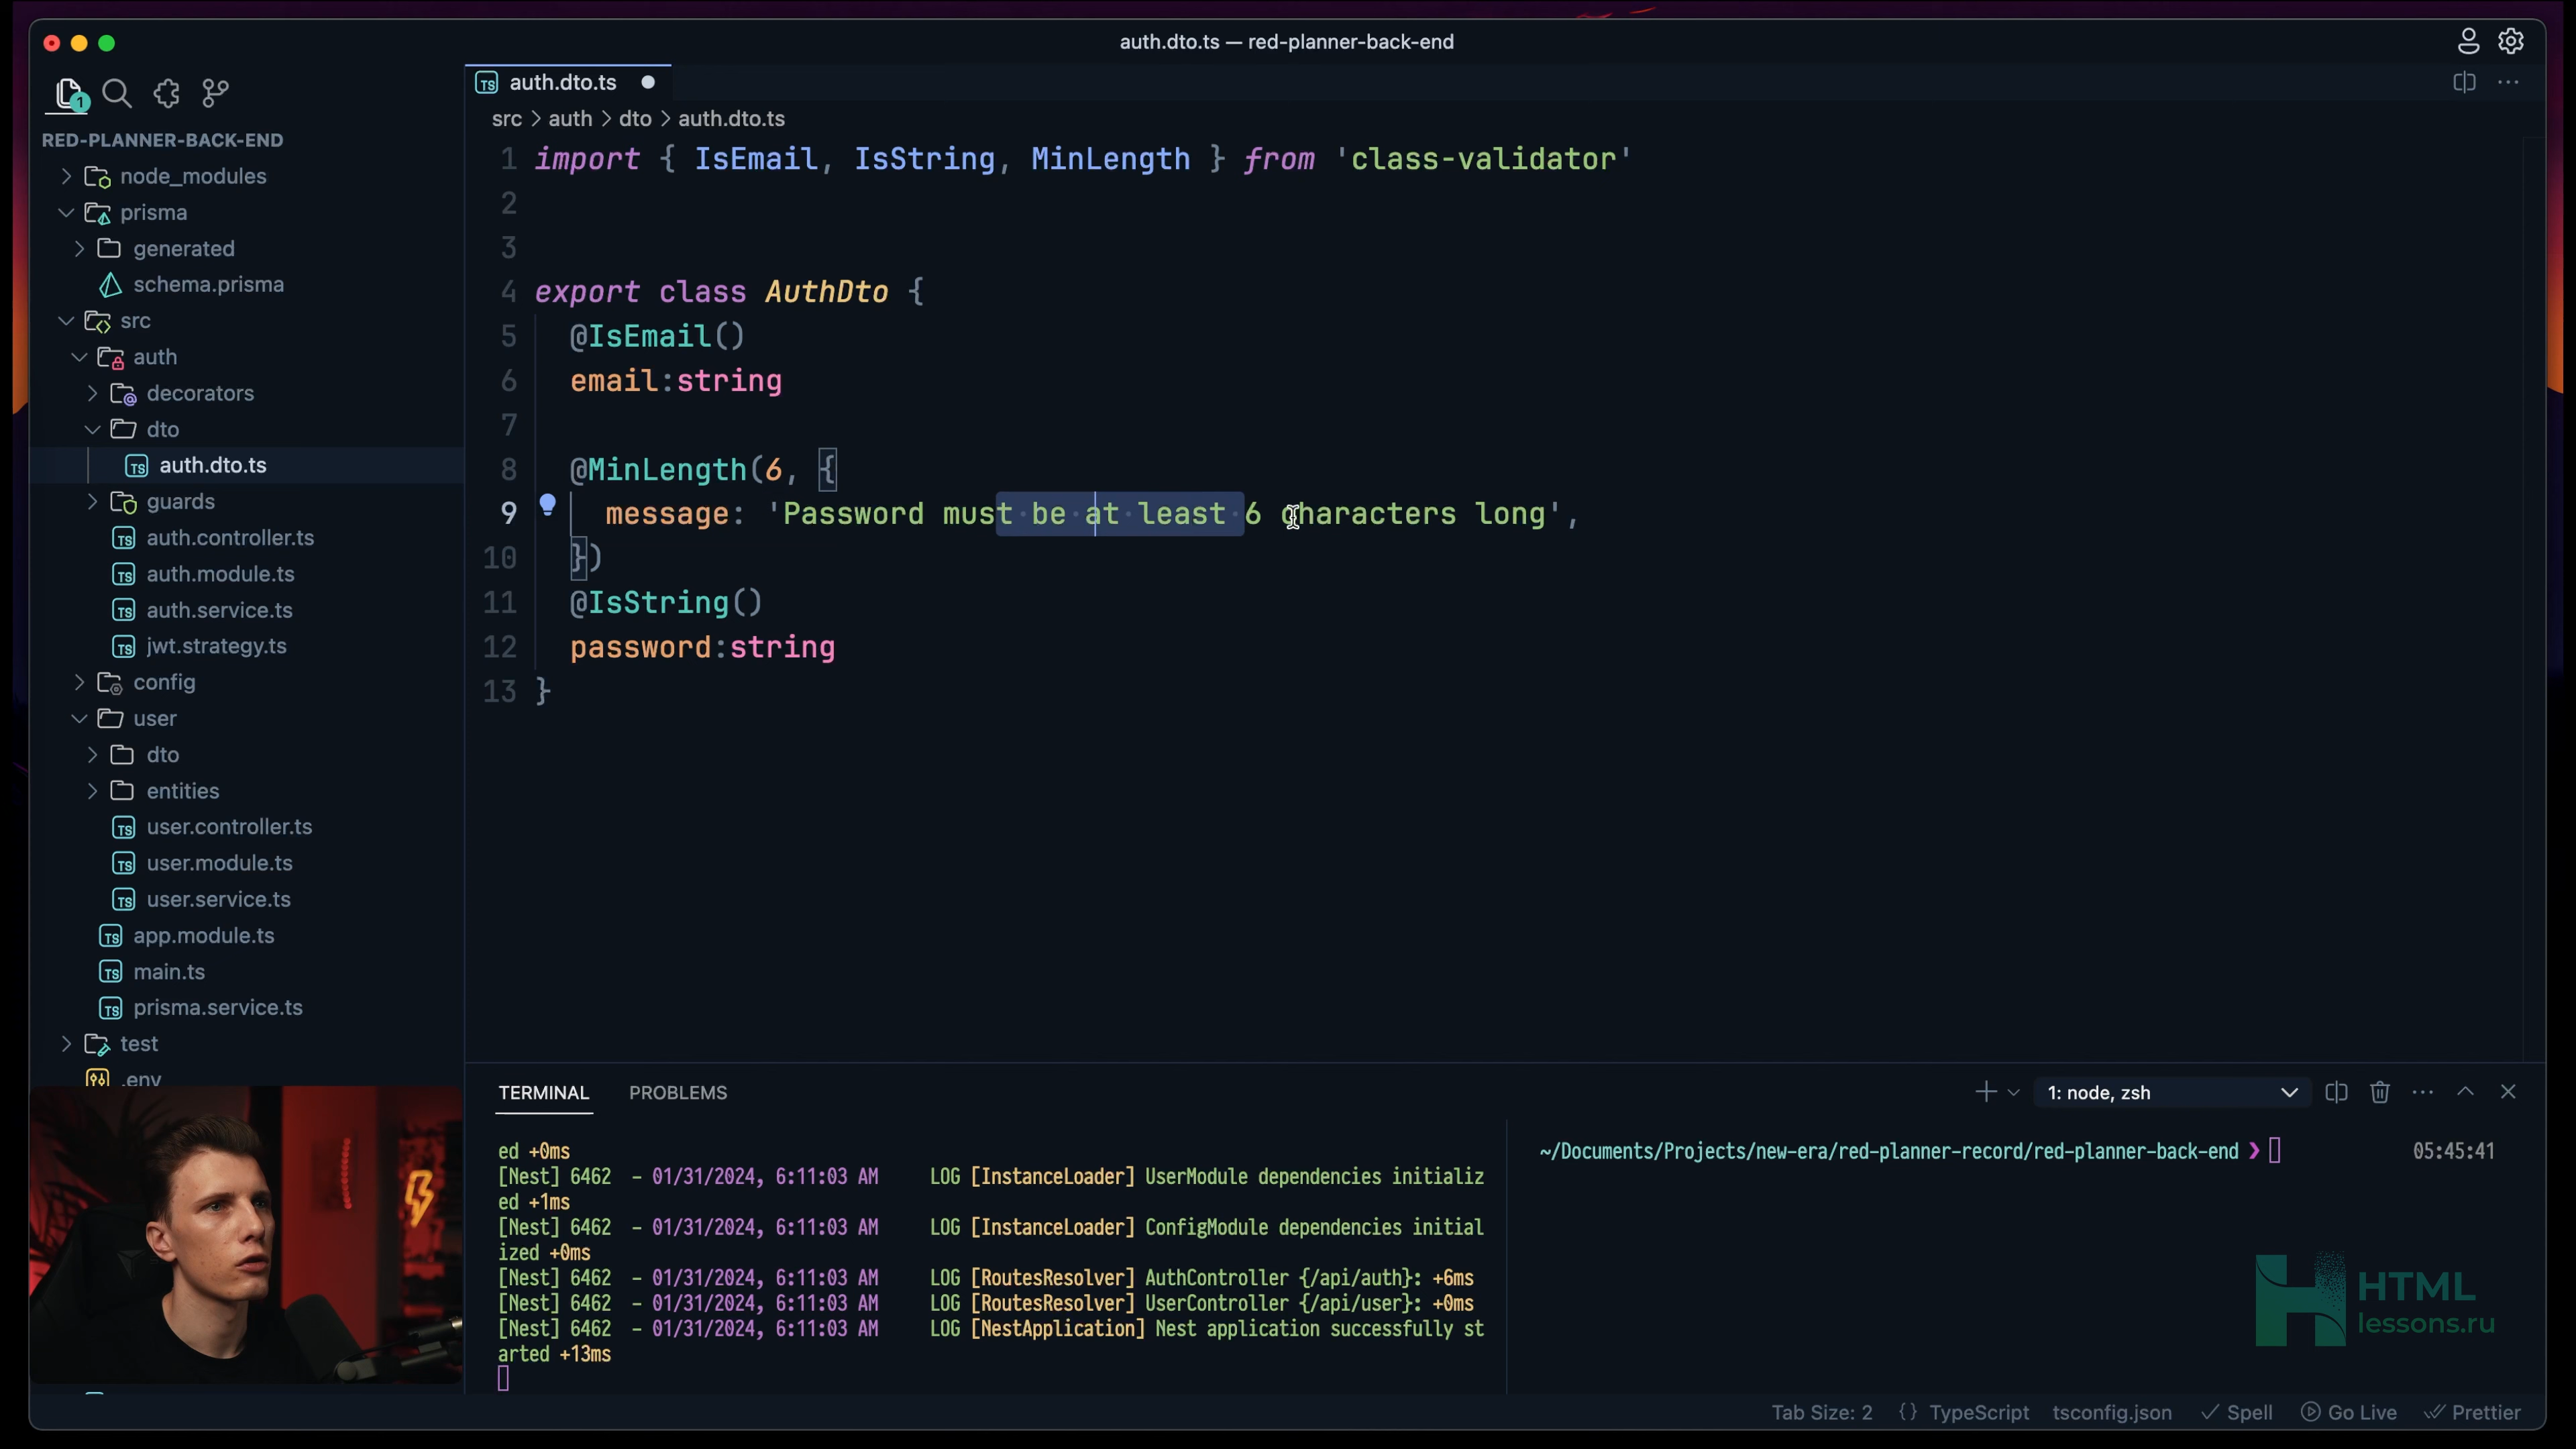 auth.dto.ts — red-planner-back-end
1
RED-PLANNER-BACK-END
node_modules
prisma
generated
schema.prisma
src
auth
decorators
dto
auth.dto.ts
guards
auth.controller.ts
auth.module.ts
auth.service.ts
jwt.strategy.ts
config
user
dto
entities
user.controller.ts
user.module.ts
user.service.ts
app.module.ts
main.ts
prisma.service.ts
test
.env
TS auth.dto.ts
src > auth > dto > auth.dto.ts
1 import { IsEmail, IsString, MinLength } from 'class-validator'
2
3
4 export class AuthDto {
5 @IsEmail()
6 email:string
7
8 @MinLength(6, {
9 message: 'Password must be at least 6 characters long',
10 })
11 @IsString()
12 password:string
13 }
TERMINAL PROBLEMS
1: node, zsh
ed +0ms
[Nest] 6462 - 01/31/2024, 6:11:03 AM LOG [InstanceLoader] UserModule dependencies initializ
ed +1ms
[Nest] 6462 - 01/31/2024, 6:11:03 AM LOG [InstanceLoader] ConfigModule dependencies initial
ized +0ms
[Nest] 6462 - 01/31/2024, 6:11:03 AM LOG [RoutesResolver] AuthController {/api/auth}: +6ms
[Nest] 6462 - 01/31/2024, 6:11:03 AM LOG [RoutesResolver] UserController {/api/user}: +0ms
[Nest] 6462 - 01/31/2024, 6:11:03 AM LOG [NestApplication] Nest application successfully st
arted +13ms
~/Documents/Projects/new-era/red-planner-record/red-planner-back-end ❯ 05:45:41
HTML
lessons.ru
Tab Size: 2 {} TypeScript tsconfig.json ✓ Spell Go Live Prettier